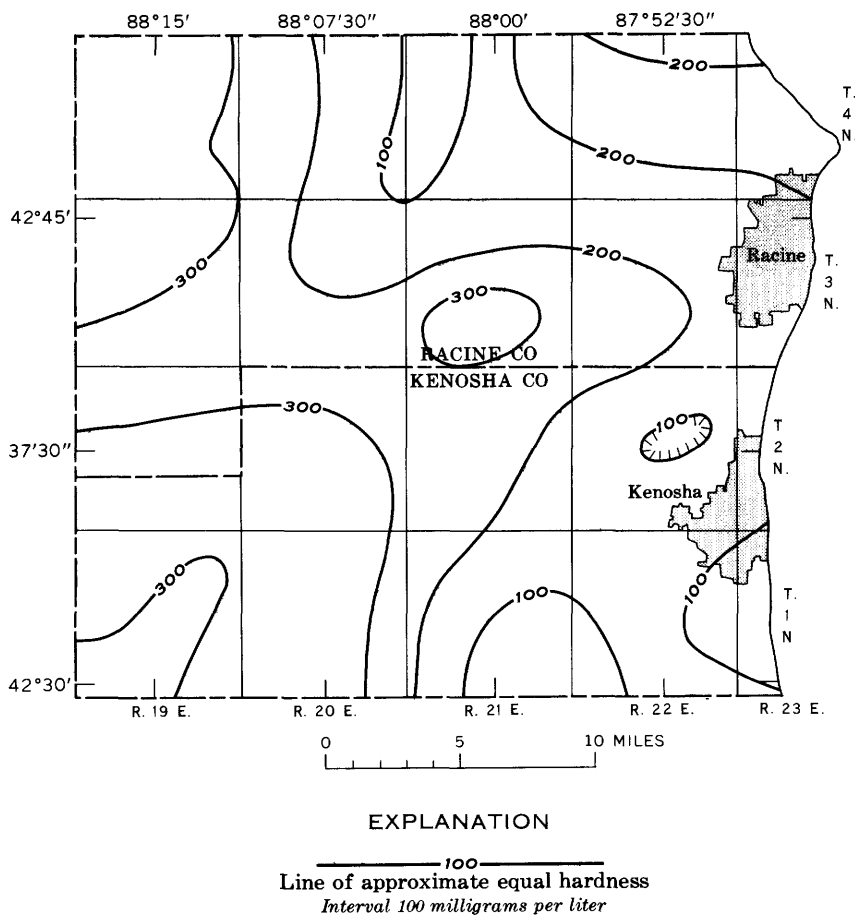 88°15' 88°07'30" 88°00' 87°52'30"
200
T.
4
N.
100
200
42°45'
300
200
Racine
T.
3
N.
300
RACINE CO
KENOSHA CO
300
100
T
2
N.
37'30"
Kenosha
300
100
100
T.
1
N
42°30'
R. 19 E. R. 20 E. R. 21 E. R. 22 E. R. 23 E.
0 5 10 MILES
EXPLANATION
100
Line of approximate equal hardness
Interval 100 milligrams per liter